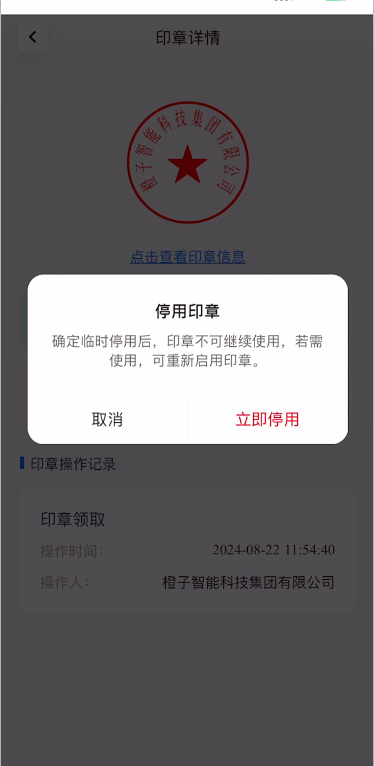 印章详情
橙子智能科技集团有限公司
点击查看印章信息
停用印章
确定临时停用后，印章不可继续使用，若需
使用，可重新启用印章。
取消
立即停用
印章操作记录
印章领取
操作时间：
2024-08-22 11:54:40
操作人：
橙子智能科技集团有限公司